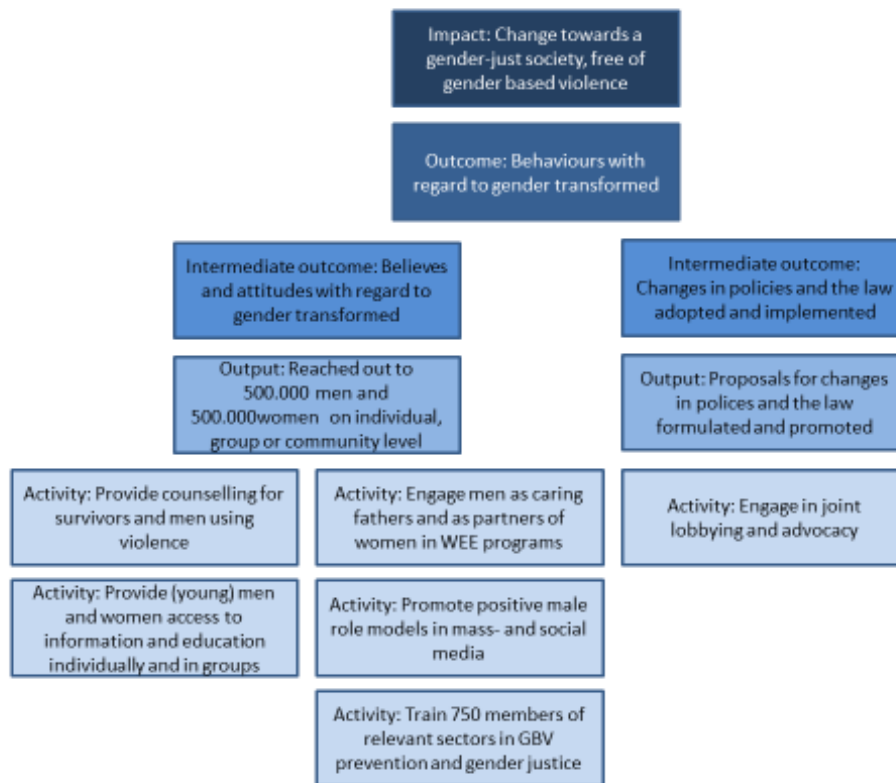 Impact: Change towards a
gender-just society, free of
gender based violence
Outcome: Behaviours with
regard to gender transformed
Intermediate outcome: Believes
and attitudes with regard to
gender transformed
Intermediate outcome:
Changes in policies and the law
adopted and implemented
Output: Reached out to
500.000 men and
500.000women on individual,
group or community level
Output: Proposals for changes
in polices and the law
formulated and promoted
Activity: Provide counselling for
survivors and men using
violence
Activity: Engage men as caring
fathers and as partners of
women in WEE programs
Activity: Engage in joint
lobbying and advocacy
Activity: Provide (young) men
and women access to
information and education
individually and in groups
Activity: Promote positive male
role models in mass- and social
media
Activity: Train 750 members of
relevant sectors in GBV
prevention and gender justice